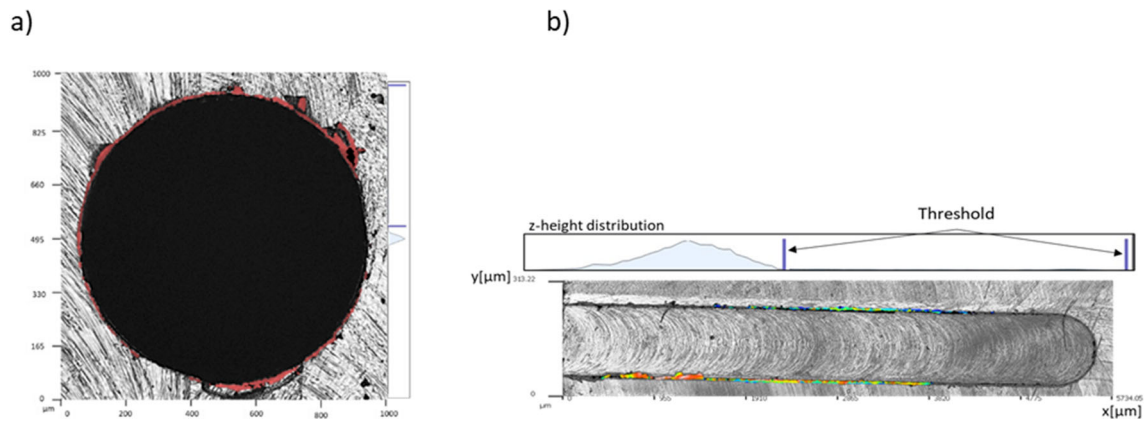 a)
b)
1000
825
660
495
330
165
0
μm
0
200
400
600
800
1000
Threshold
z-height distribution
y[μm]
313.22
0
μm
0
955
1910
2865
3820
4775
5734.05
x[μm]